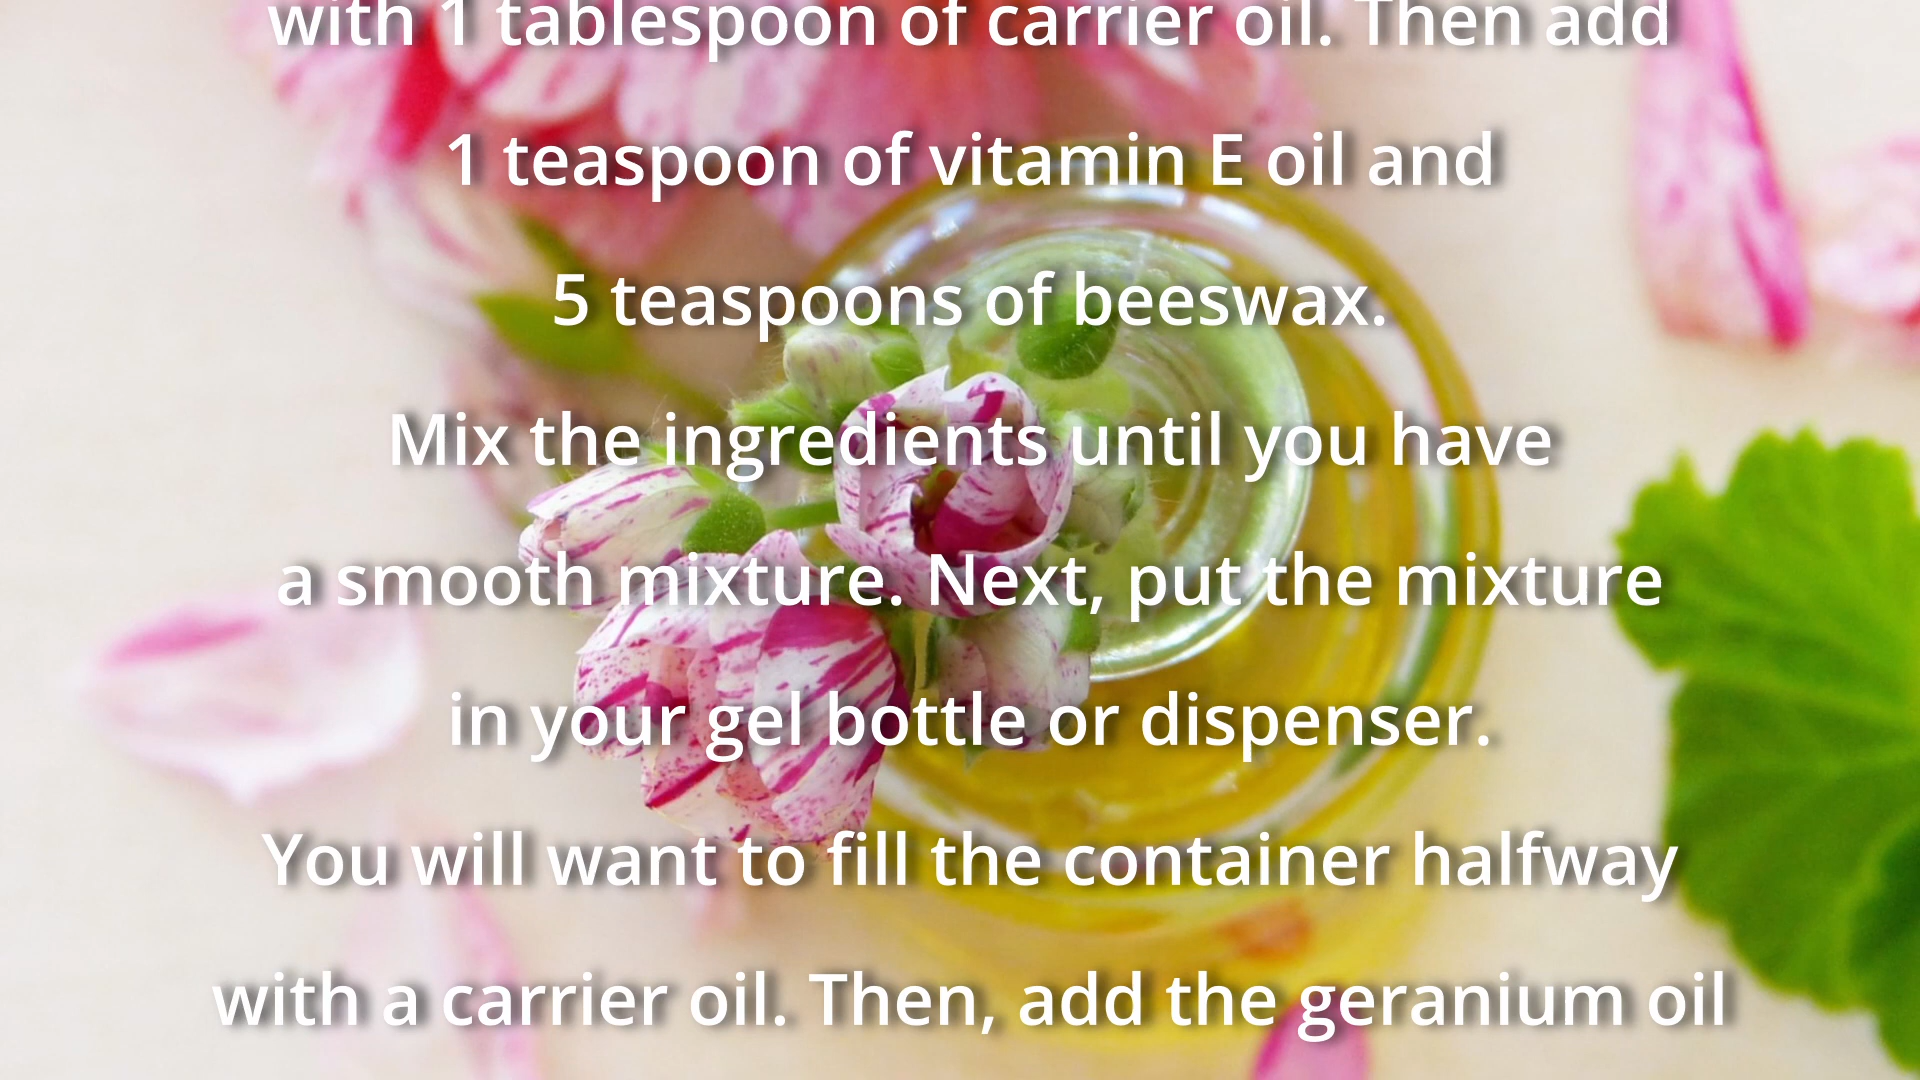 with 1 tablespoon of carrier oil. Then add
1 teaspoon of vitamin E oil and
5 teaspoons of beeswax.
Mix the ingredients until you have
a smooth mixture. Next, put the mixture
in your gel bottle or dispenser.
You will want to fill the container halfway
with a carrier oil. Then, add the geranium oil